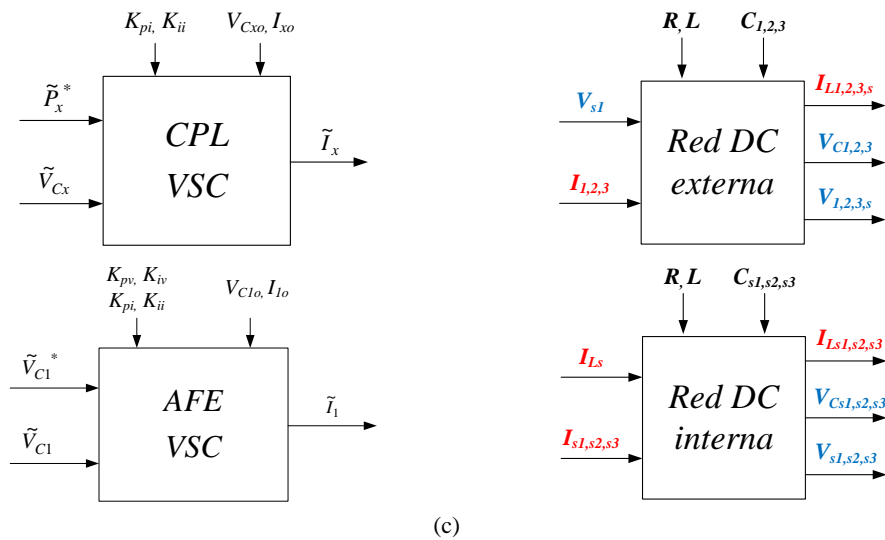 K_pi, K_ii
V_Cxo, I_xo
P̃_x*
Ṽ_Cx
CPL
VSC
Ĩ_x
R, L
C_1,2,3
V_s1
I_1,2,3
Red DC
externa
I_L1,2,3,s
V_C1,2,3
V_1,2,3,s
K_pv, K_iv
K_pi, K_ii
V_C1o, I_1o
Ṽ_C1*
Ṽ_C1
AFE
VSC
Ĩ_1
R, L
C_s1,s2,s3
I_Ls
I_s1,s2,s3
Red DC
interna
I_Ls1,s2,s3
V_Cs1,s2,s3
V_s1,s2,s3
(c)